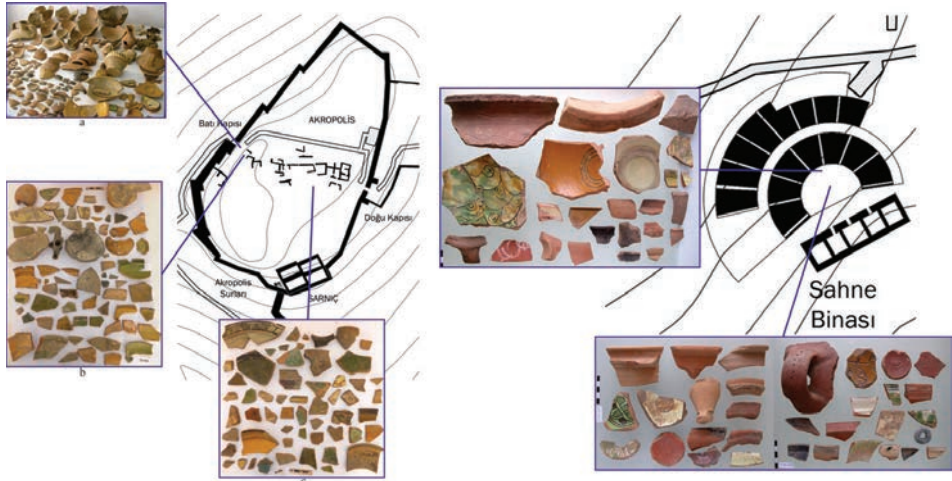 a
Batı Kapısı
AKROPOLİS
Doğu Kapısı
b
Akropolis
Surları
SARNIÇ
Sahne
Binası